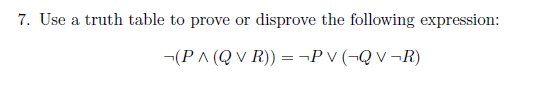 7. Use a truth table to prove or disprove the following expression:
¬(P ∧ (Q ∨ R)) = ¬P ∨ (¬Q ∨ ¬R)